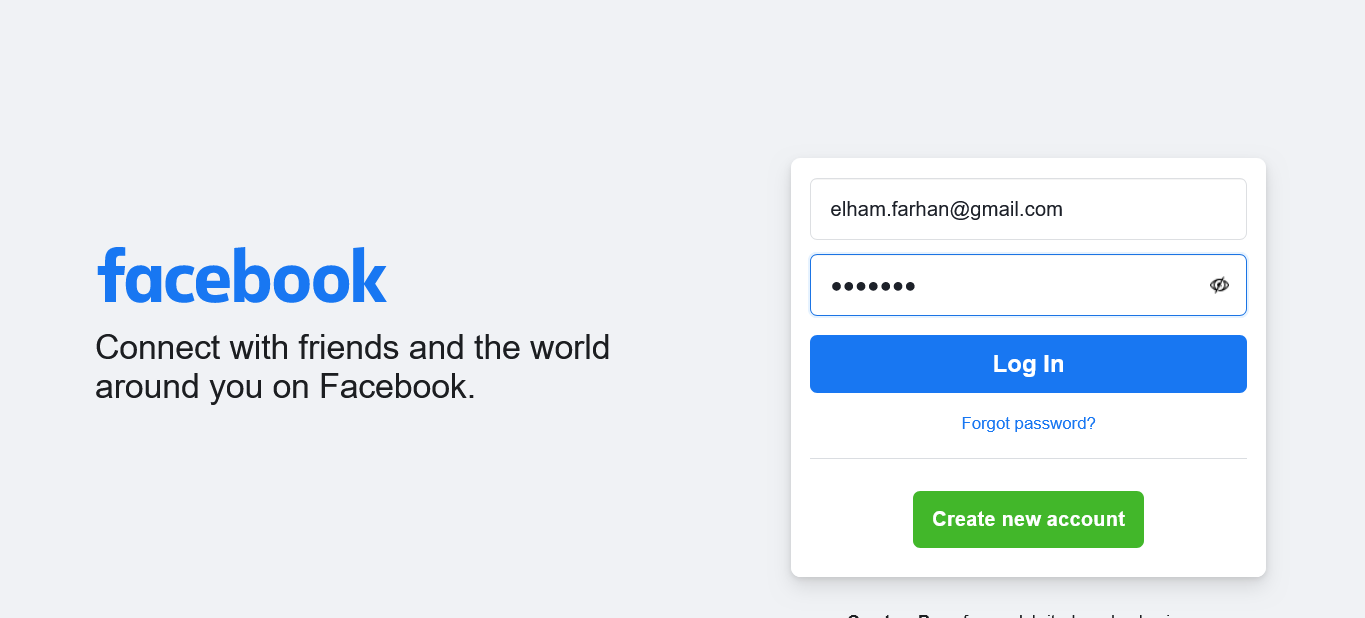 facebook
Connect with friends and the world
around you on Facebook.
elham.farhan@gmail.com
●●●●●●●
Log In
Forgot password?
Create new account